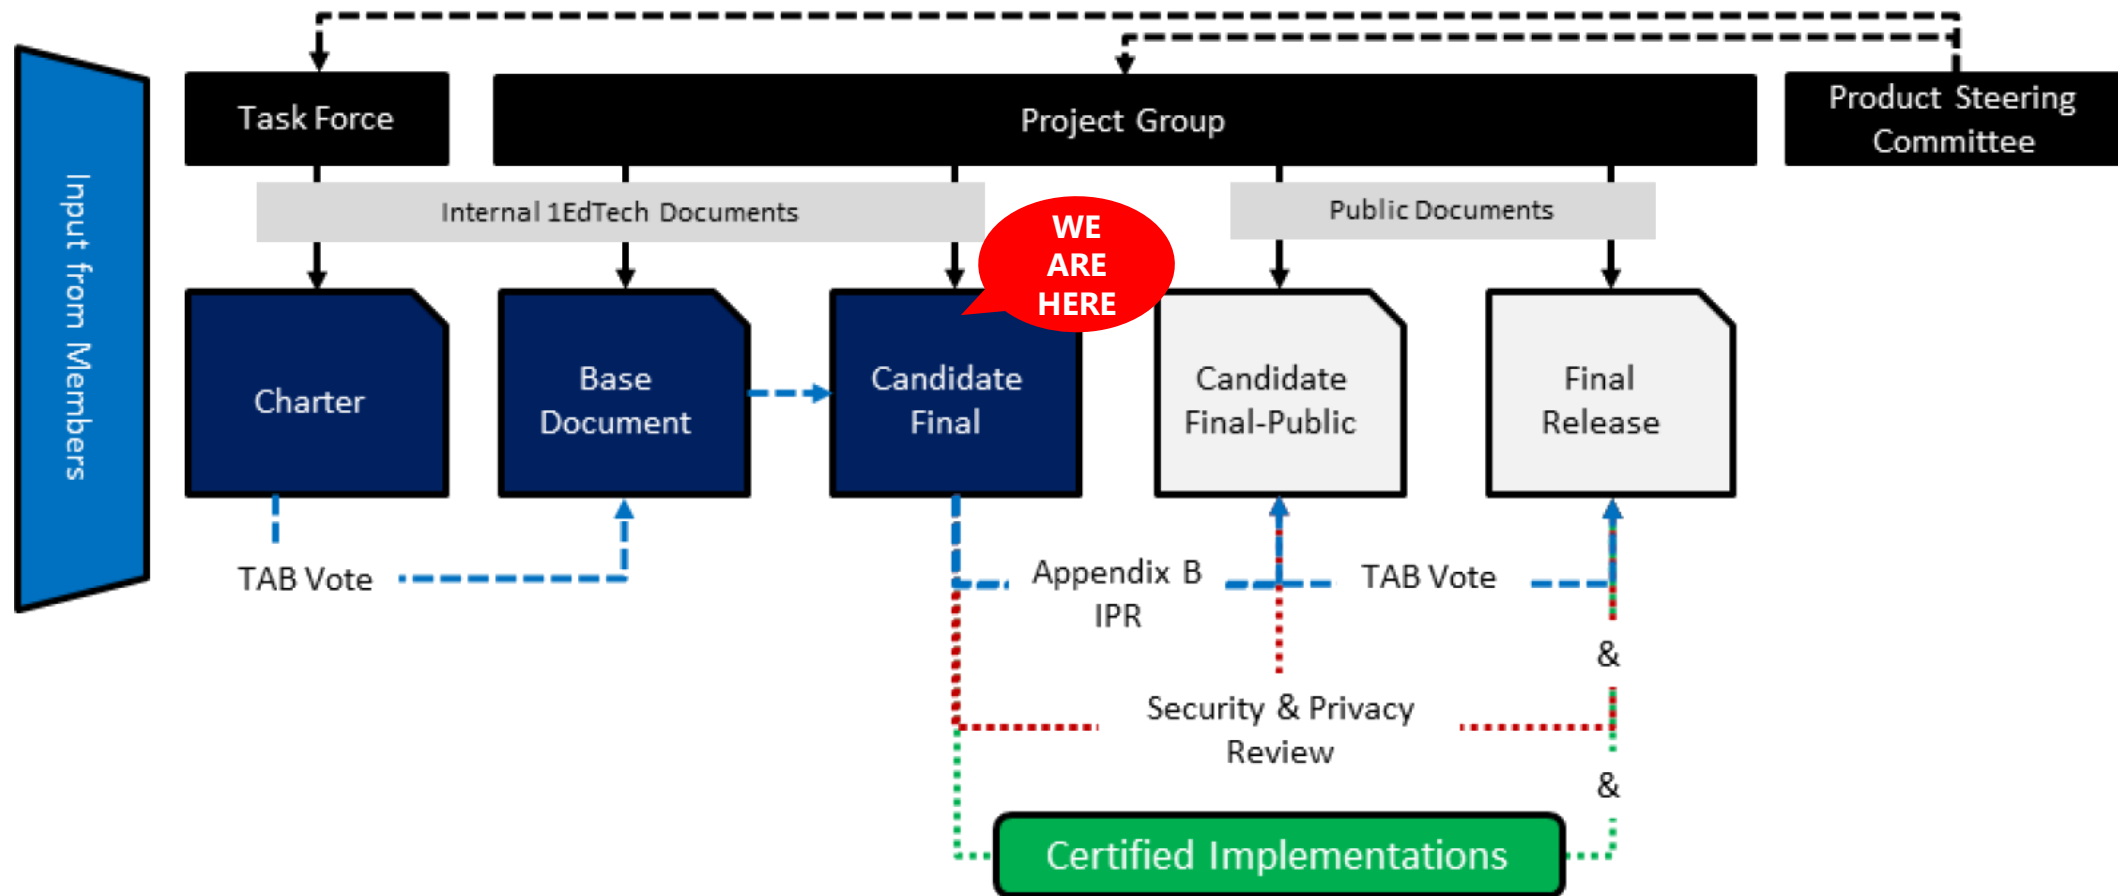 Input from Members
Task Force
Project Group
Product Steering
Committee
Internal 1EdTech Documents
Public Documents
WE
ARE
HERE
Charter
Base
Document
Candidate
Final
Candidate
Final-Public
Final
Release
TAB Vote
Appendix B
IPR
TAB Vote
&
Security & Privacy
Review
&
Certified Implementations